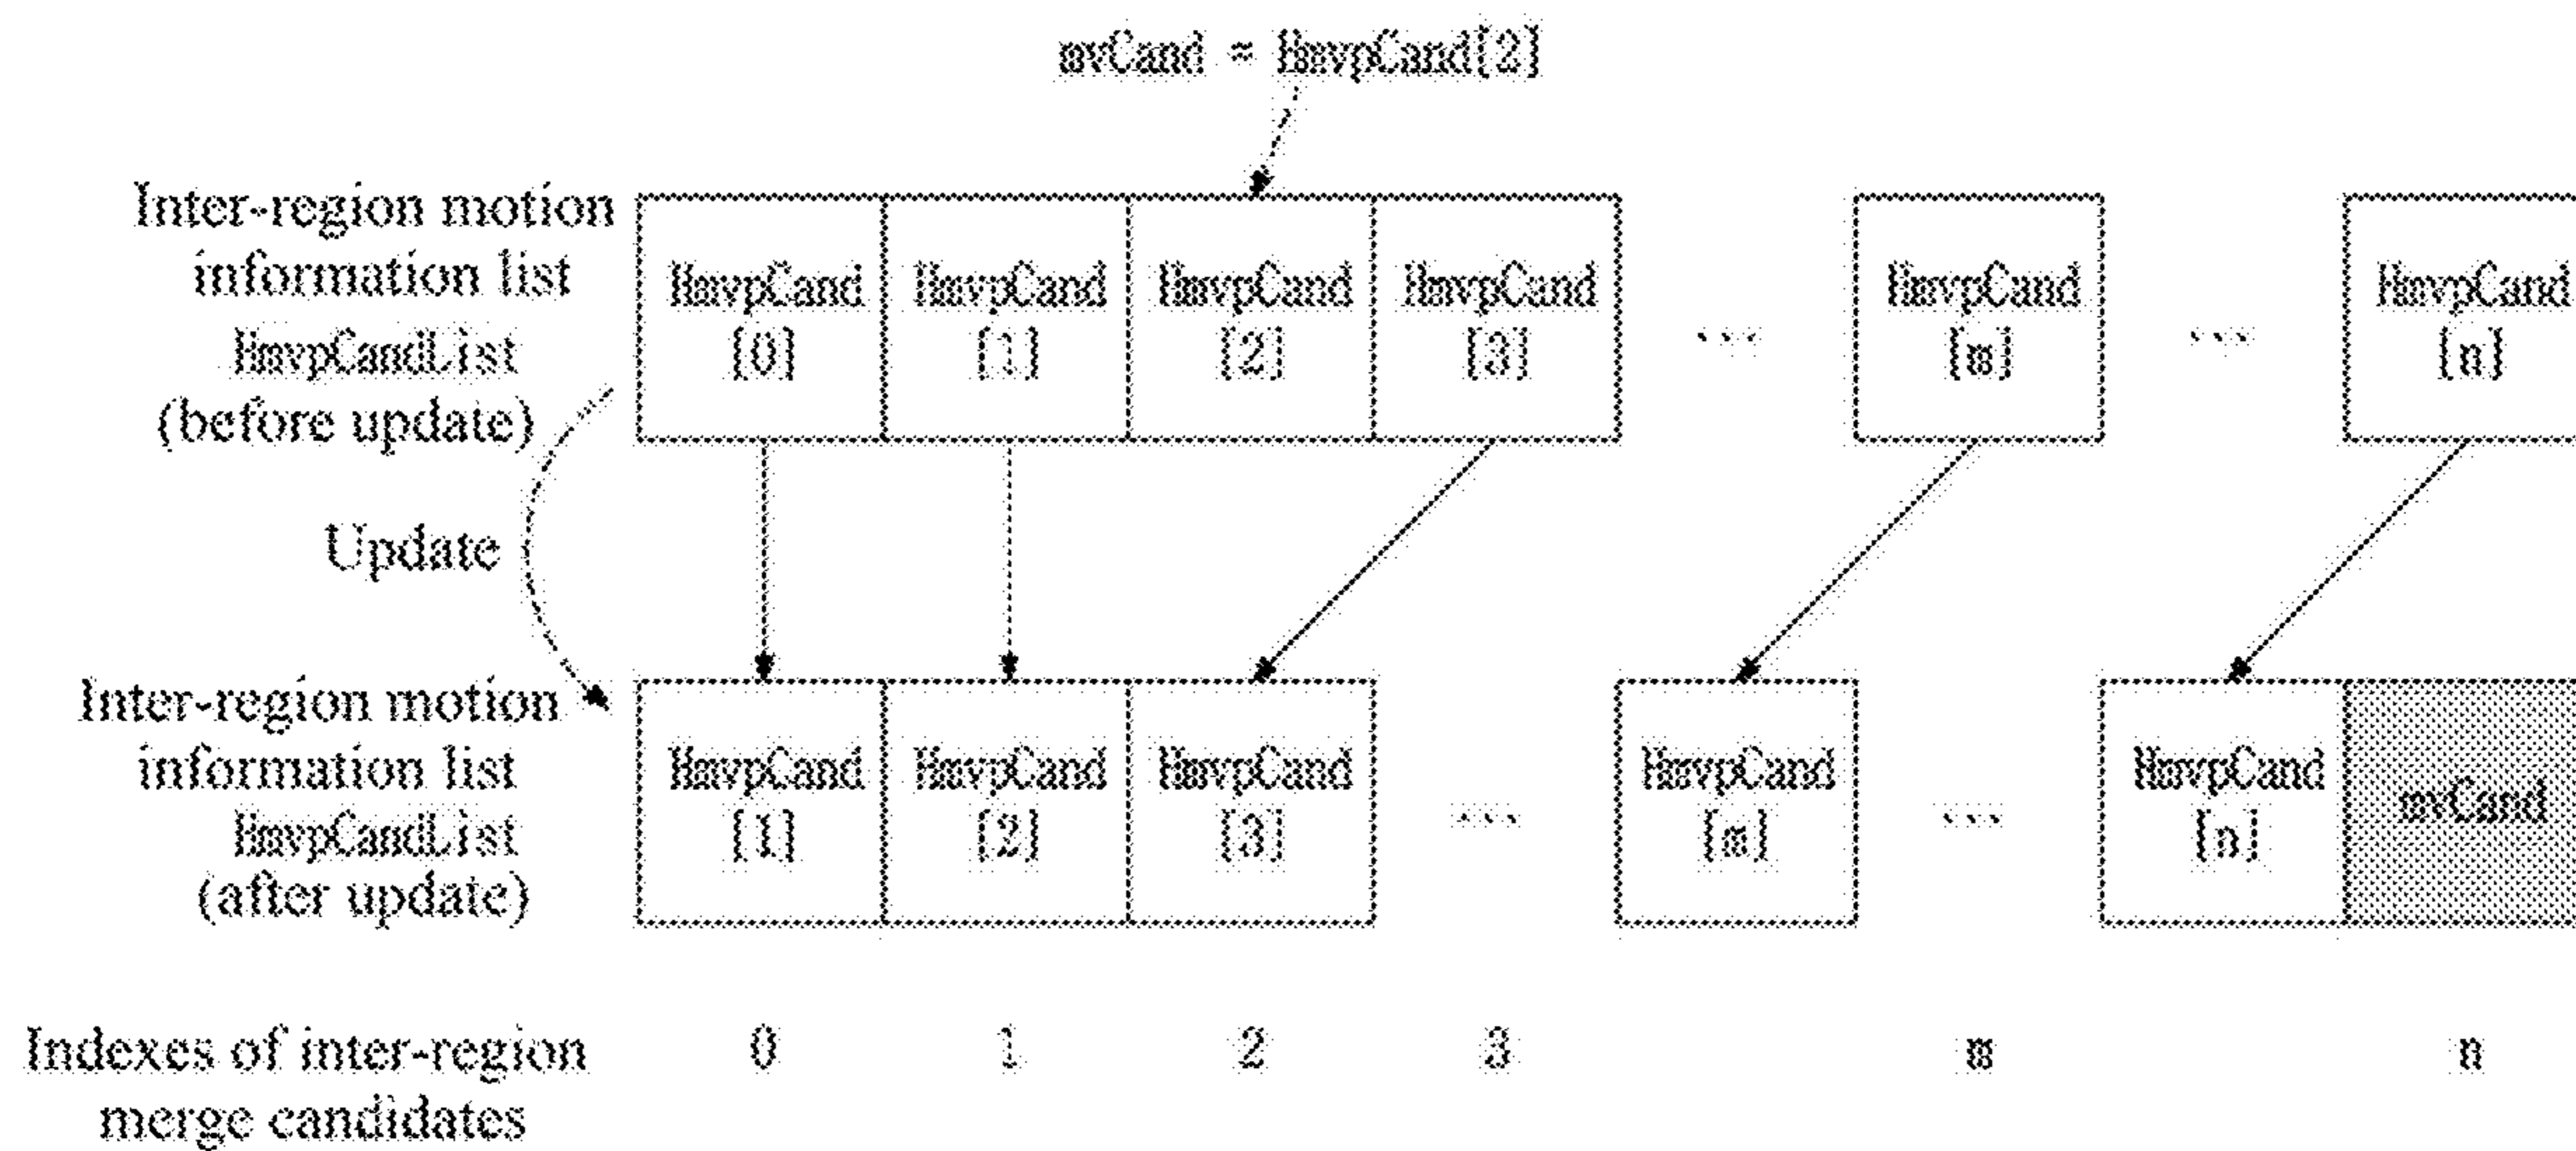 mvCand = HmvpCand[2]
Inter-region motion
information list
HmvpCandList
(before update)
HmvpCand
[0]
HmvpCand
[1]
HmvpCand
[2]
HmvpCand
[3]
...
HmvpCand
[m]
...
HmvpCand
[n]
Update
Inter-region motion
information list
HmvpCandList
(after update)
HmvpCand
[1]
HmvpCand
[2]
HmvpCand
[3]
...
HmvpCand
[m]
...
HmvpCand
[n]
mvCand
Indexes of inter-region
merge candidates
0 1 2 3 m n